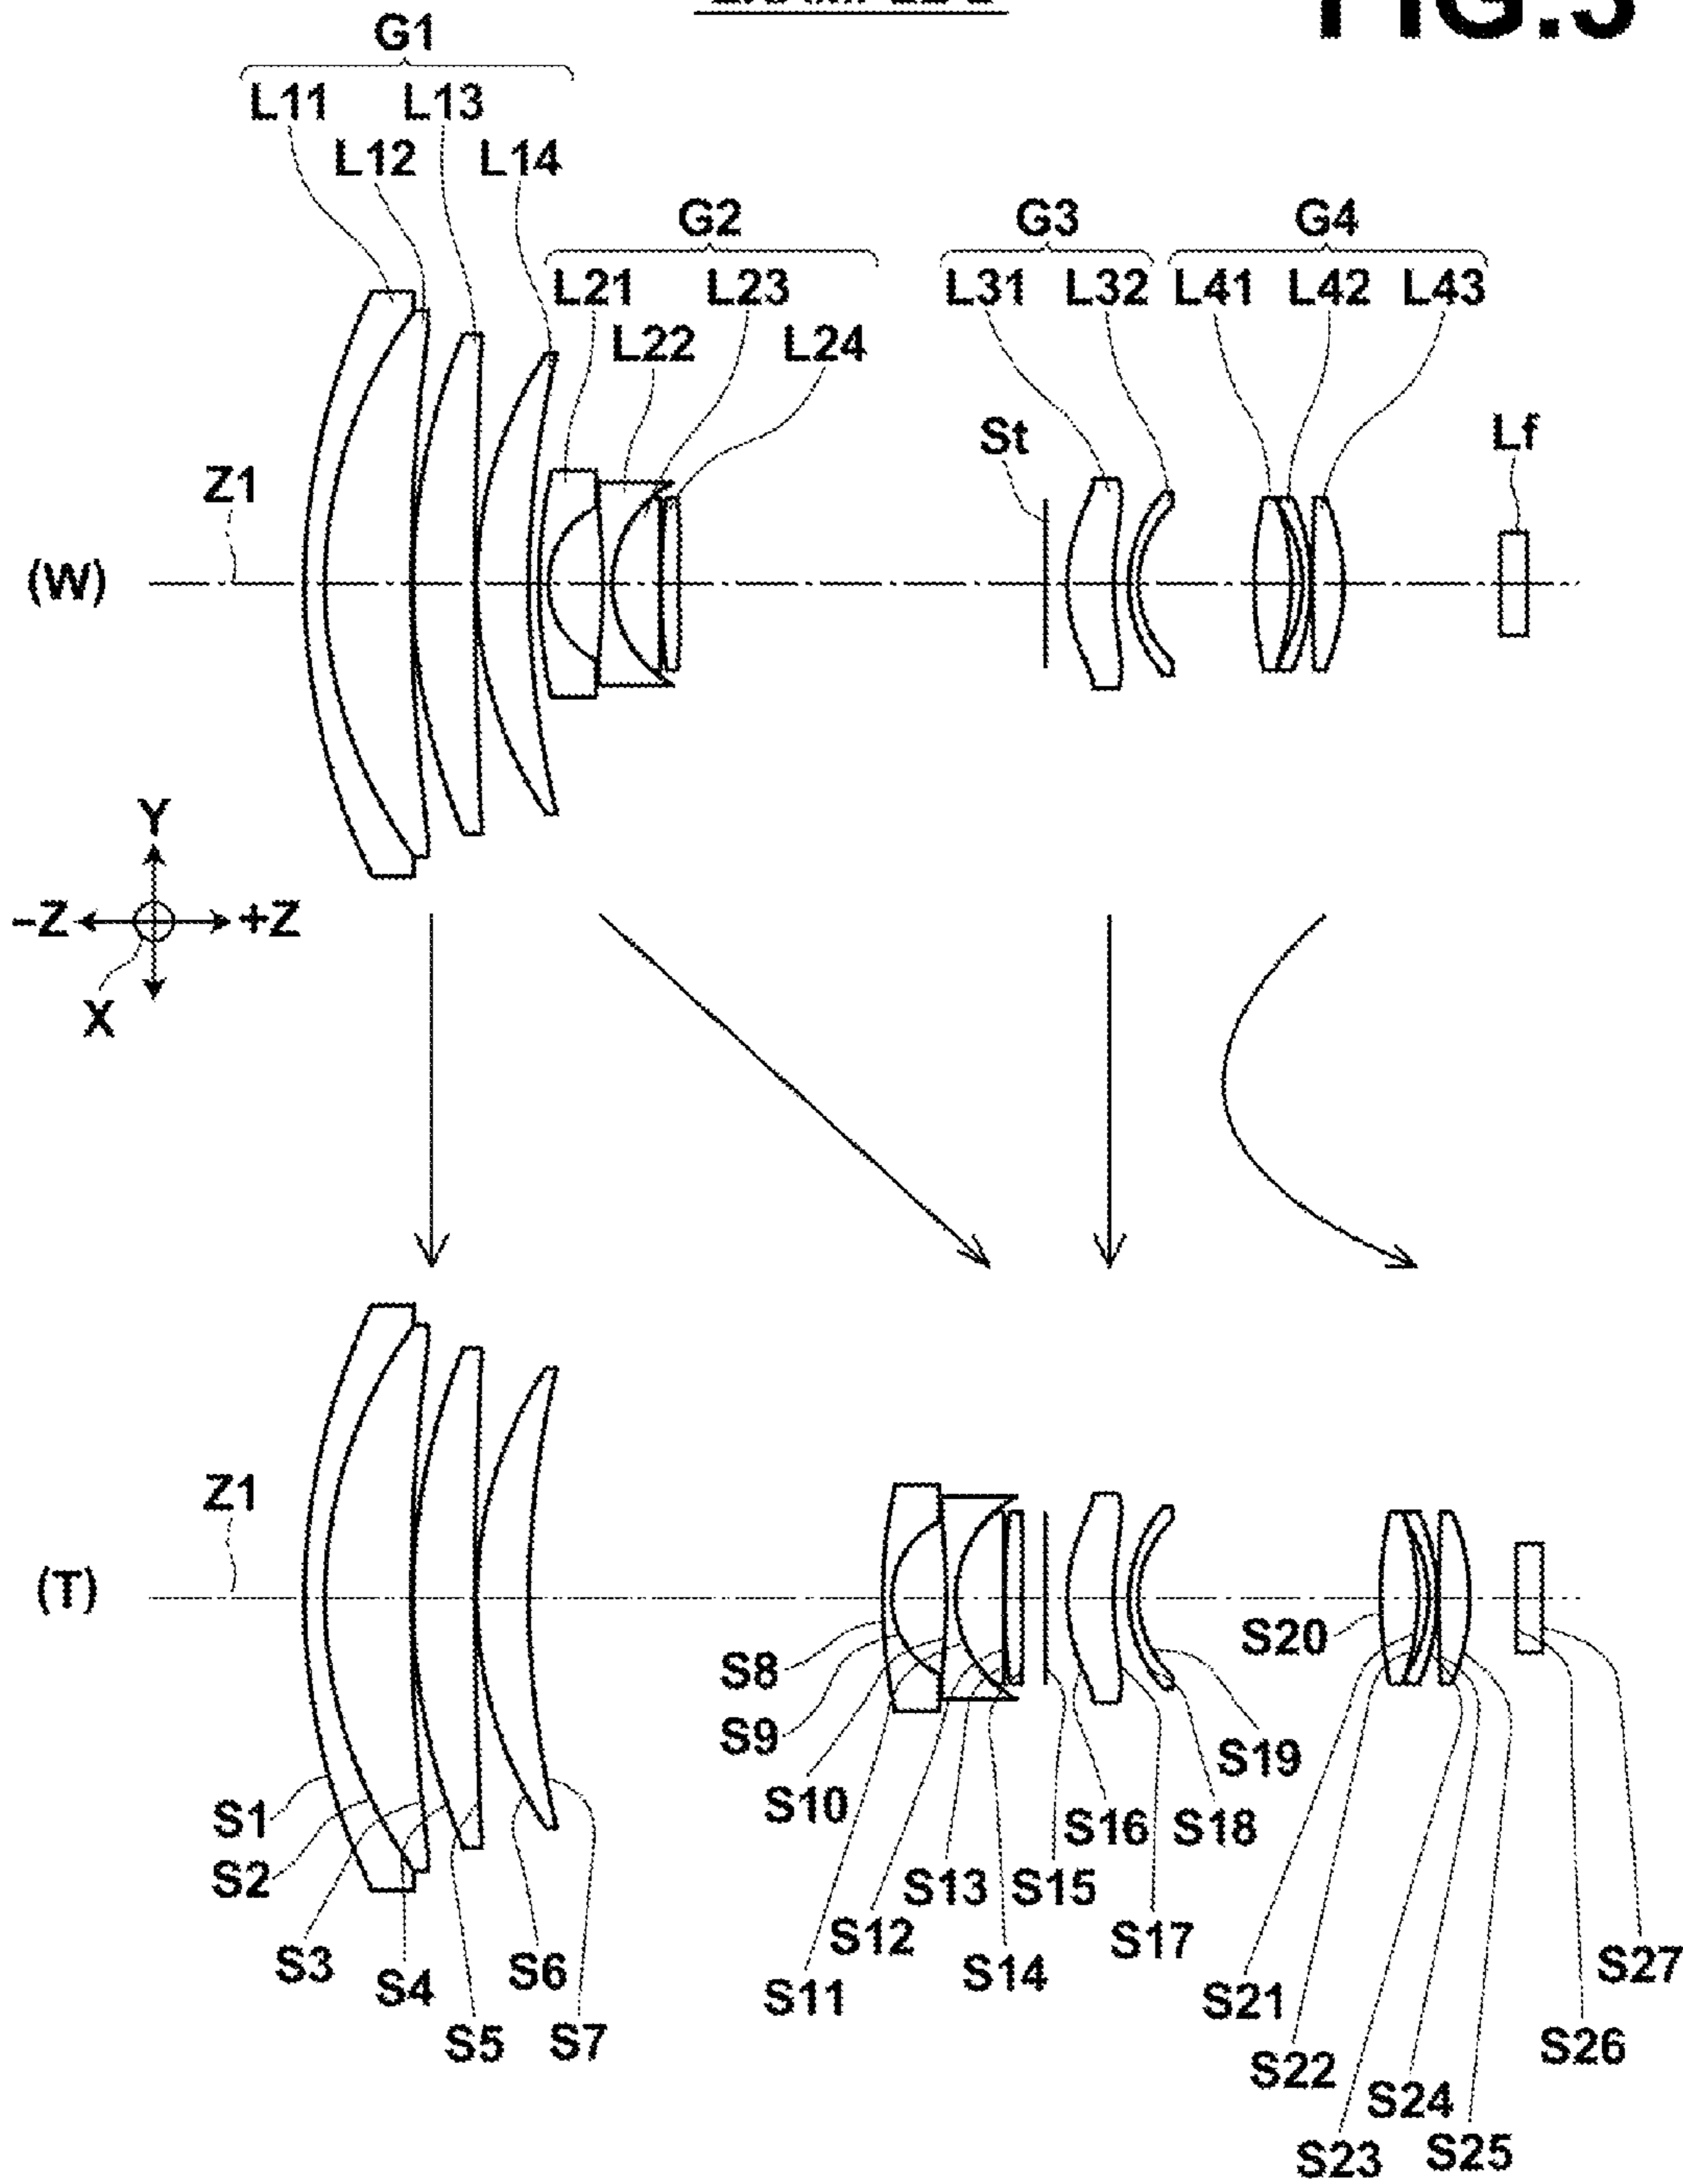 G1
L11 L13
L12 L14
G2 G3 G4
L21 L23 L31 L32 L41 L42 L43
L22 L24
St Lf
Z1
(W)
Y
-Z +Z
X
Z1
(T)
S20
S8
S9
S19
S10
S1 S16 S18
S2
S13 S15
S12 S17
S3 S6 S14 S27
S4 S11 S21
S5 S7 S26
S22
S24
S23 S25